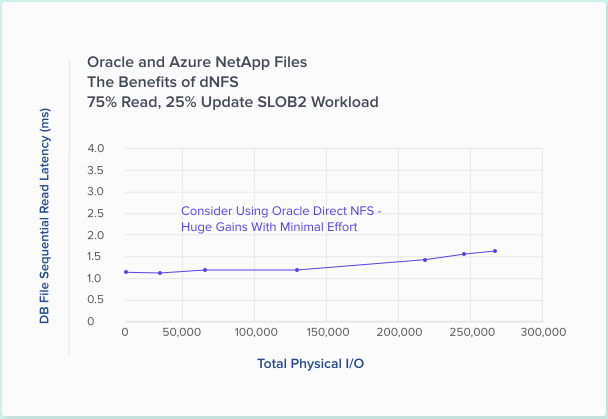 Oracle and Azure NetApp Files
The Benefits of dNFS
75% Read, 25% Update SLOB2 Workload
DB File Sequential Read Latency (ms)
4.0
3.5
3.0
2.5
2.0
1.5
1.0
0.5
0
Consider Using Oracle Direct NFS -
Huge Gains With Minimal Effort
0 50,000 100,000 150,000 200,000 250,000 300,000
Total Physical I/O